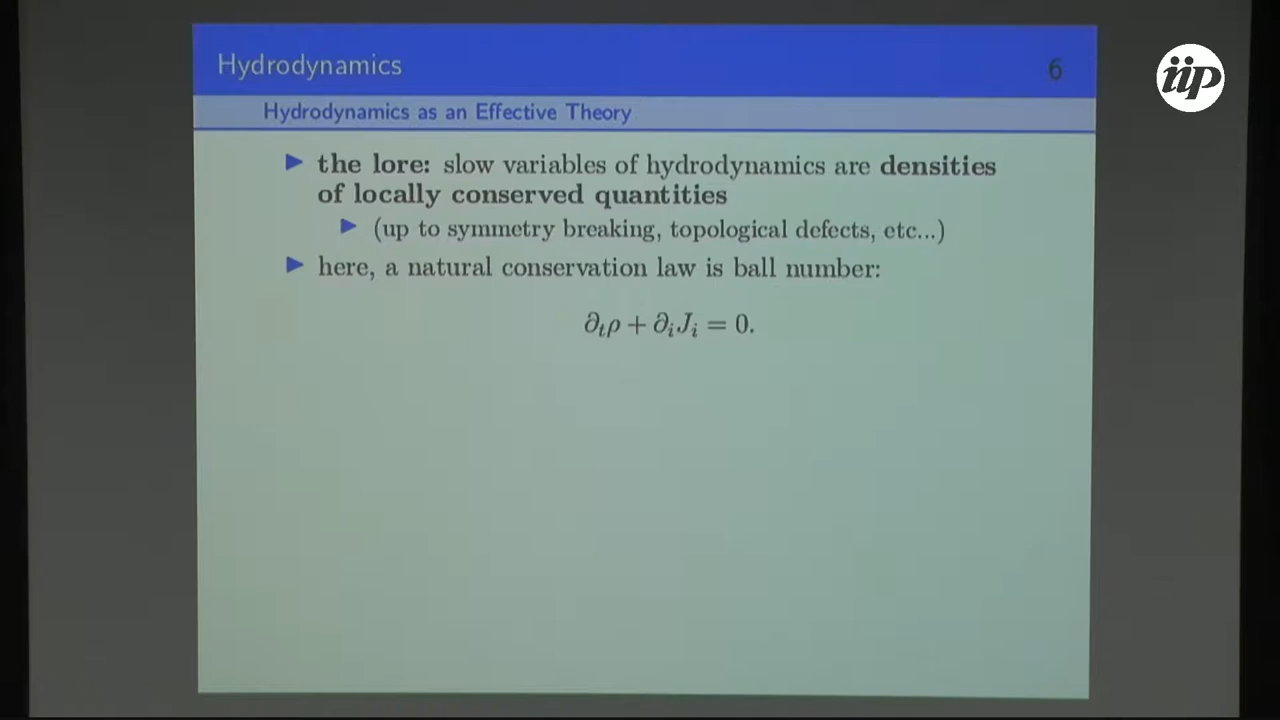 Hydrodynamics
6
iip
Hydrodynamics as an Effective Theory
the lore: slow variables of hydrodynamics are densities
of locally conserved quantities
(up to symmetry breaking, topological defects, etc...)
here, a natural conservation law is ball number:
∂ₜρ + ∂ᵢJᵢ = 0.